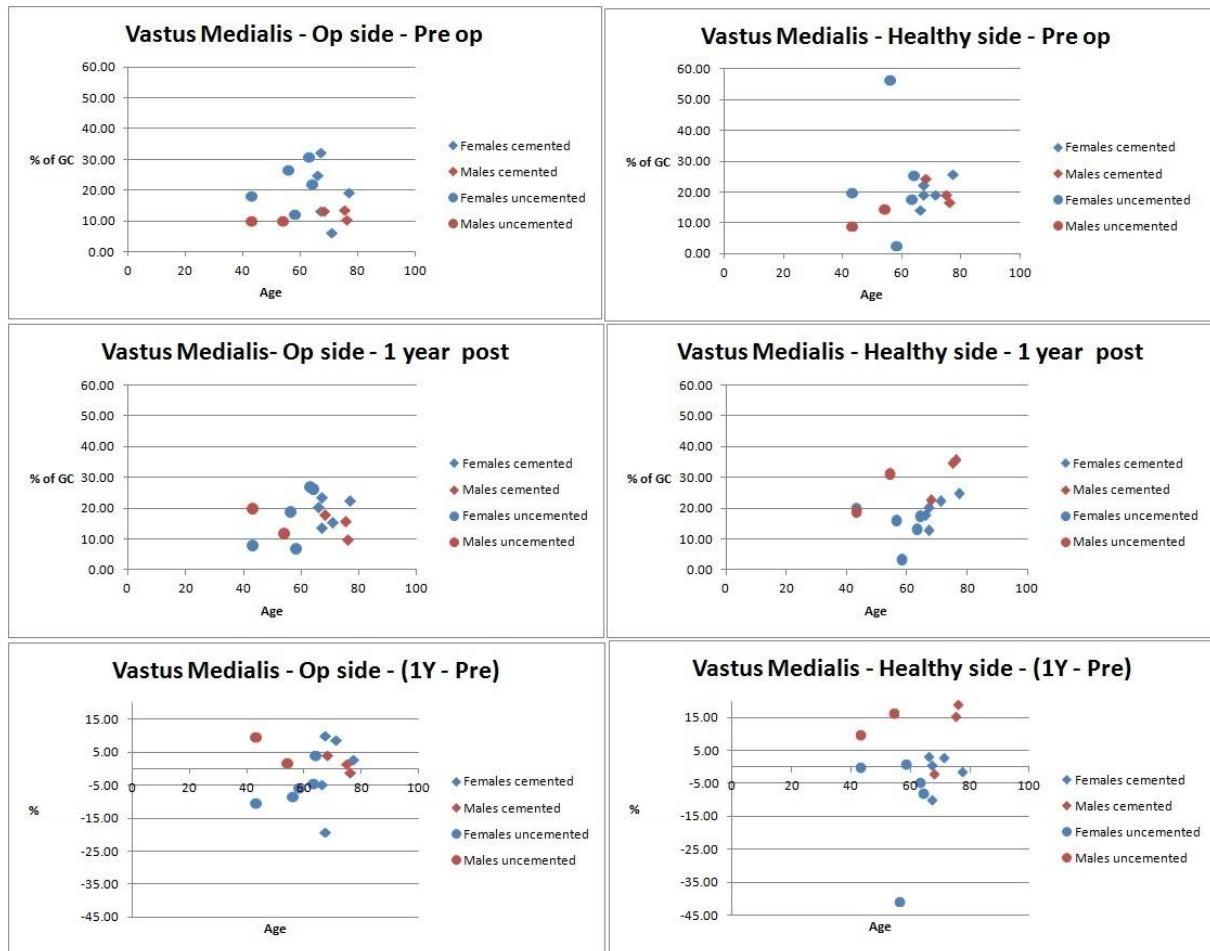 Vastus Medialis - Op side - Pre op
60.00
50.00
40.00
% of GC
30.00
20.00
10.00
0.00
0 20 40 60 80 100
Age
Females cemented
Males cemented
Females uncemented
Males uncemented
Vastus Medialis - Healthy side - Pre op
60.00
50.00
40.00
% of GC
30.00
20.00
10.00
0.00
0 20 40 60 80 100
Age
Females cemented
Males cemented
Females uncemented
Males uncemented
Vastus Medialis- Op side - 1 year post
60.00
50.00
40.00
% of GC
30.00
20.00
10.00
0.00
0 20 40 60 80 100
Age
Females cemented
Males cemented
Females uncemented
Males uncemented
Vastus Medialis - Healthy side - 1 year post
60.00
50.00
40.00
% of GC
30.00
20.00
10.00
0.00
0 20 40 60 80 100
Age
Females cemented
Males cemented
Females uncemented
Males uncemented
Vastus Medialis - Op side - (1Y - Pre)
15.00
5.00
-5.00
0 20 40 60 80 100
%
-15.00
-25.00
-35.00
-45.00
Age
Females cemented
Males cemented
Females uncemented
Males uncemented
Vastus Medialis - Healthy side - (1Y - Pre)
15.00
5.00
-5.00
0 20 40 60 80 100
%
-15.00
-25.00
-35.00
-45.00
Age
Females cemented
Males cemented
Females uncemented
Males uncemented